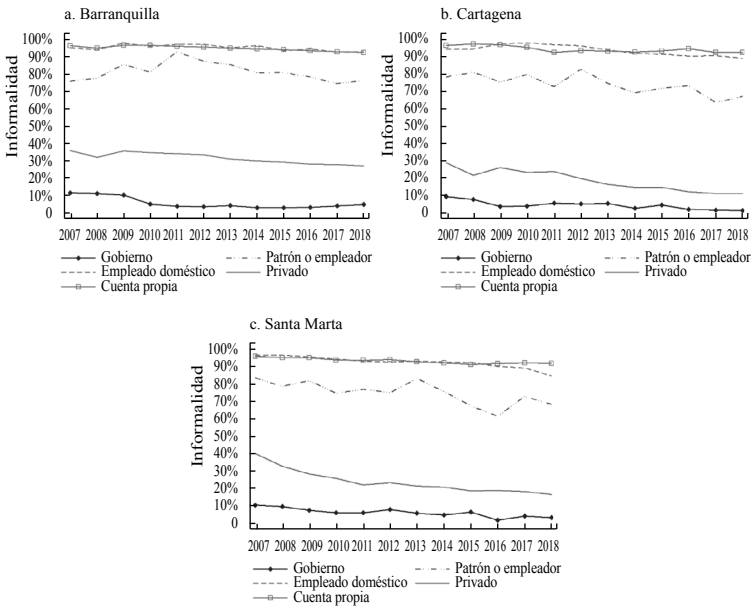 a. Barranquilla
Informalidad
100%
90%
80%
70%
60%
50%
40%
30%
20%
10%
0
2007 2008 2009 2010 2011 2012 2013 2014 2015 2016 2017 2018
Gobierno
Patrón o empleador
Empleado doméstico
Privado
Cuenta propia
b. Cartagena
Informalidad
100%
90%
80%
70%
60%
50%
40%
30%
20%
10%
0
2007 2008 2009 2010 2011 2012 2013 2014 2015 2016 2017 2018
Gobierno
Patrón o empleador
Empleado doméstico
Privado
Cuenta propia
c. Santa Marta
Informalidad
100%
90%
80%
70%
60%
50%
40%
30%
20%
10%
0
2007 2008 2009 2010 2011 2012 2013 2014 2015 2016 2017 2018
Gobierno
Patrón o empleador
Empleado doméstico
Privado
Cuenta propia